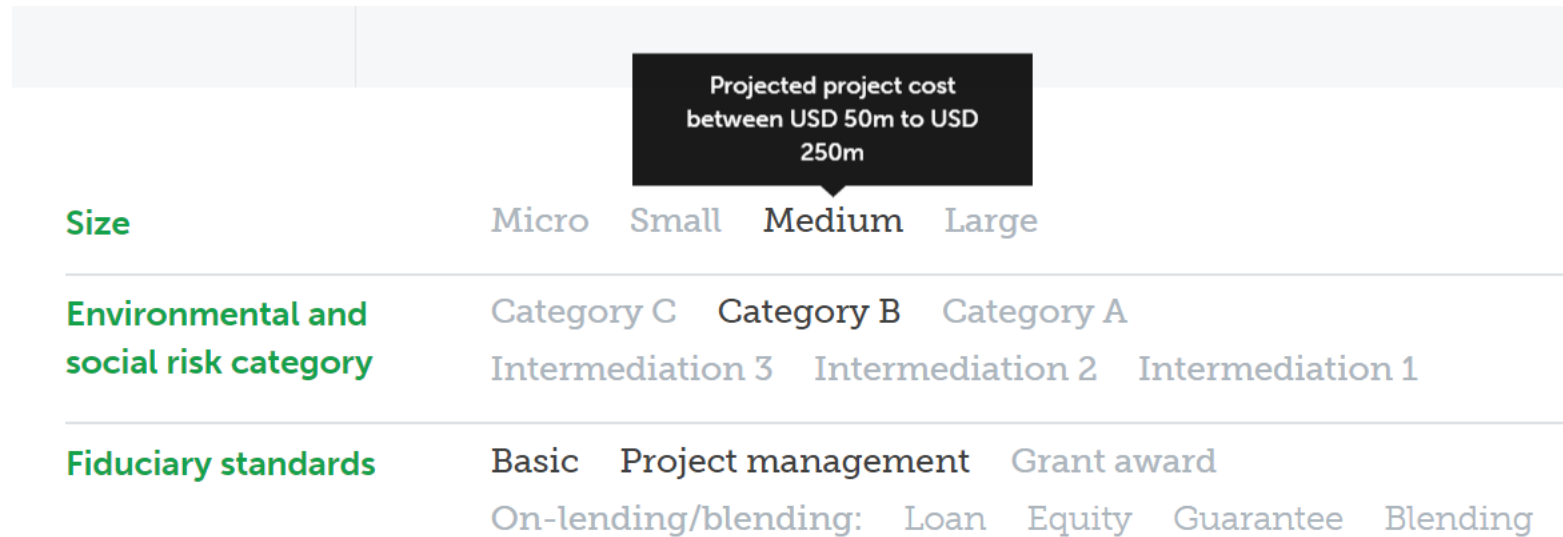 Projected project cost
between USD 50m to USD
250m
Size Micro Small Medium Large
Environmental and
social risk category
Category C Category B Category A
Intermediation 3 Intermediation 2 Intermediation 1
Fiduciary standards Basic Project management Grant award
On-lending/blending: Loan Equity Guarantee Blending